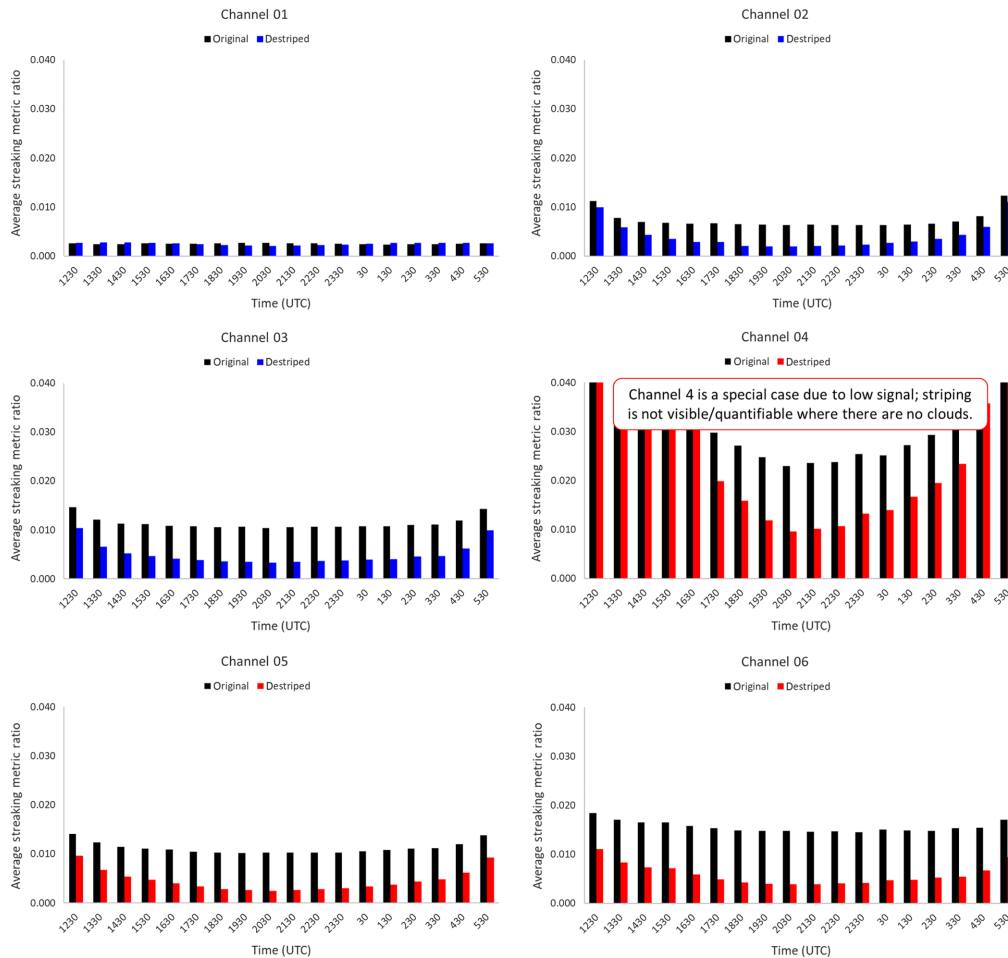 Channel 01
Original Destriped
Average streaking metric ratio
0.040
0.030
0.020
0.010
0.000
1230 1330 1430 1530 1630 1730 1830 1930 2030 2130 2230 2330 30 130 230 330 430 530
Time (UTC)
Channel 02
Original Destriped
Average streaking metric ratio
0.040
0.030
0.020
0.010
0.000
1230 1330 1430 1530 1630 1730 1830 1930 2030 2130 2230 2330 30 130 230 330 430 530
Time (UTC)
Channel 03
Original Destriped
Average streaking metric ratio
0.040
0.030
0.020
0.010
0.000
1230 1330 1430 1530 1630 1730 1830 1930 2030 2130 2230 2330 30 130 230 330 430 530
Time (UTC)
Channel 04
Original Destriped
Average streaking metric ratio
0.040
0.030
0.020
0.010
0.000
Channel 4 is a special case due to low signal; striping
is not visible/quantifiable where there are no clouds.
1230 1330 1430 1530 1630 1730 1830 1930 2030 2130 2230 2330 30 130 230 330 430 530
Time (UTC)
Channel 05
Original Destriped
Average streaking metric ratio
0.040
0.030
0.020
0.010
0.000
1230 1330 1430 1530 1630 1730 1830 1930 2030 2130 2230 2330 30 130 230 330 430 530
Time (UTC)
Channel 06
Original Destriped
Average streaking metric ratio
0.040
0.030
0.020
0.010
0.000
1230 1330 1430 1530 1630 1730 1830 1930 2030 2130 2230 2330 30 130 230 330 430 530
Time (UTC)